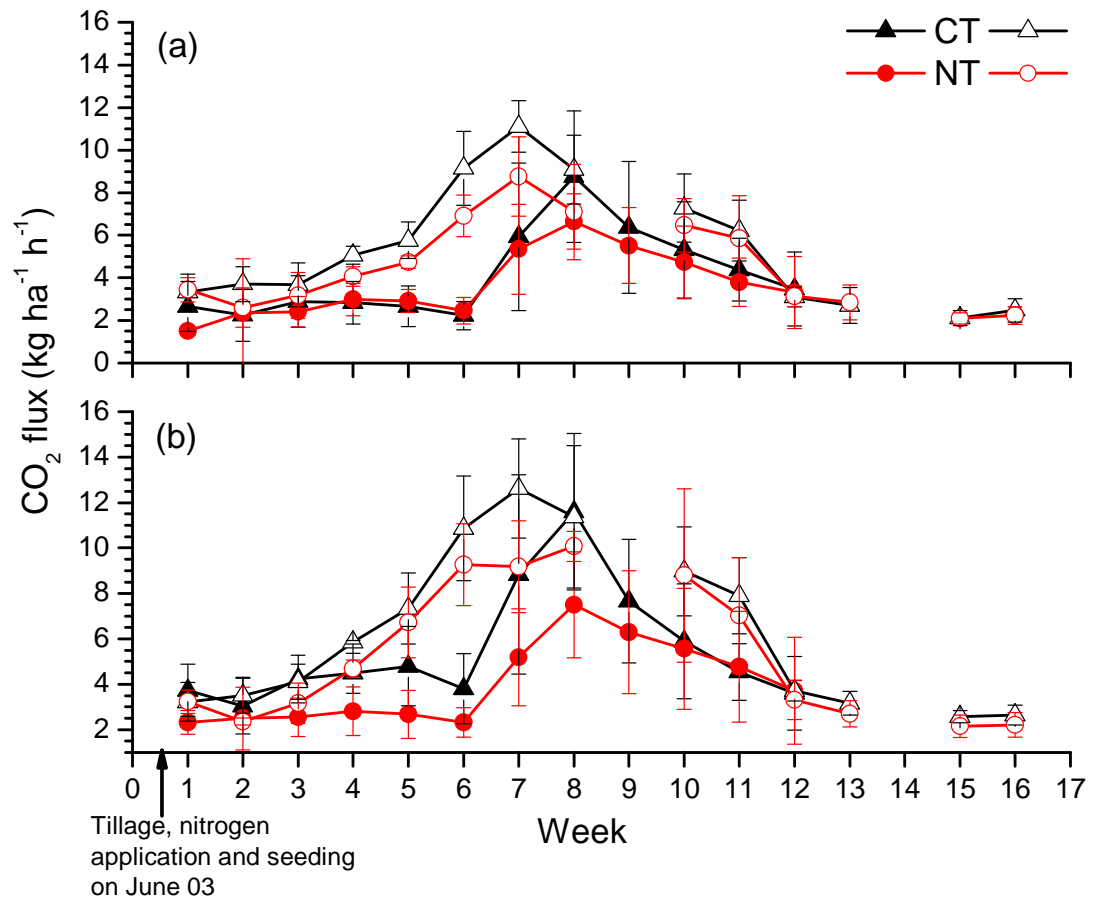 CT
NT
(a)
16
14
12
10
8
6
4
2
0
CO2 flux (kg ha-1 h-1)
(b)
16
14
12
10
8
6
4
2
0 1 2 3 4 5 6 7 8 9 10 11 12 13 14 15 16 17
Week
Tillage, nitrogen
application and seeding
on June 03